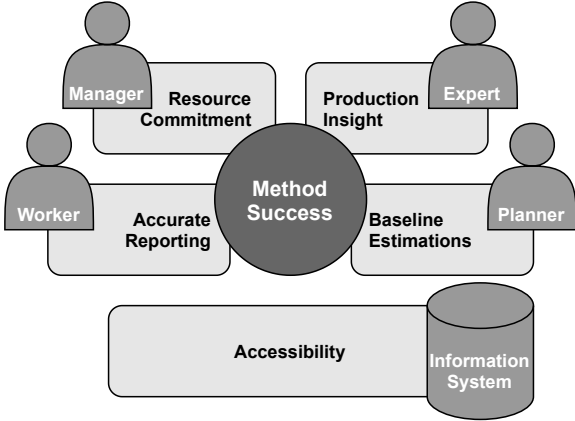 Manager
Resource
Commitment
Production
Insight
Expert
Method
Success
Worker
Accurate
Reporting
Baseline
Estimations
Planner
Accessibility
Information
System